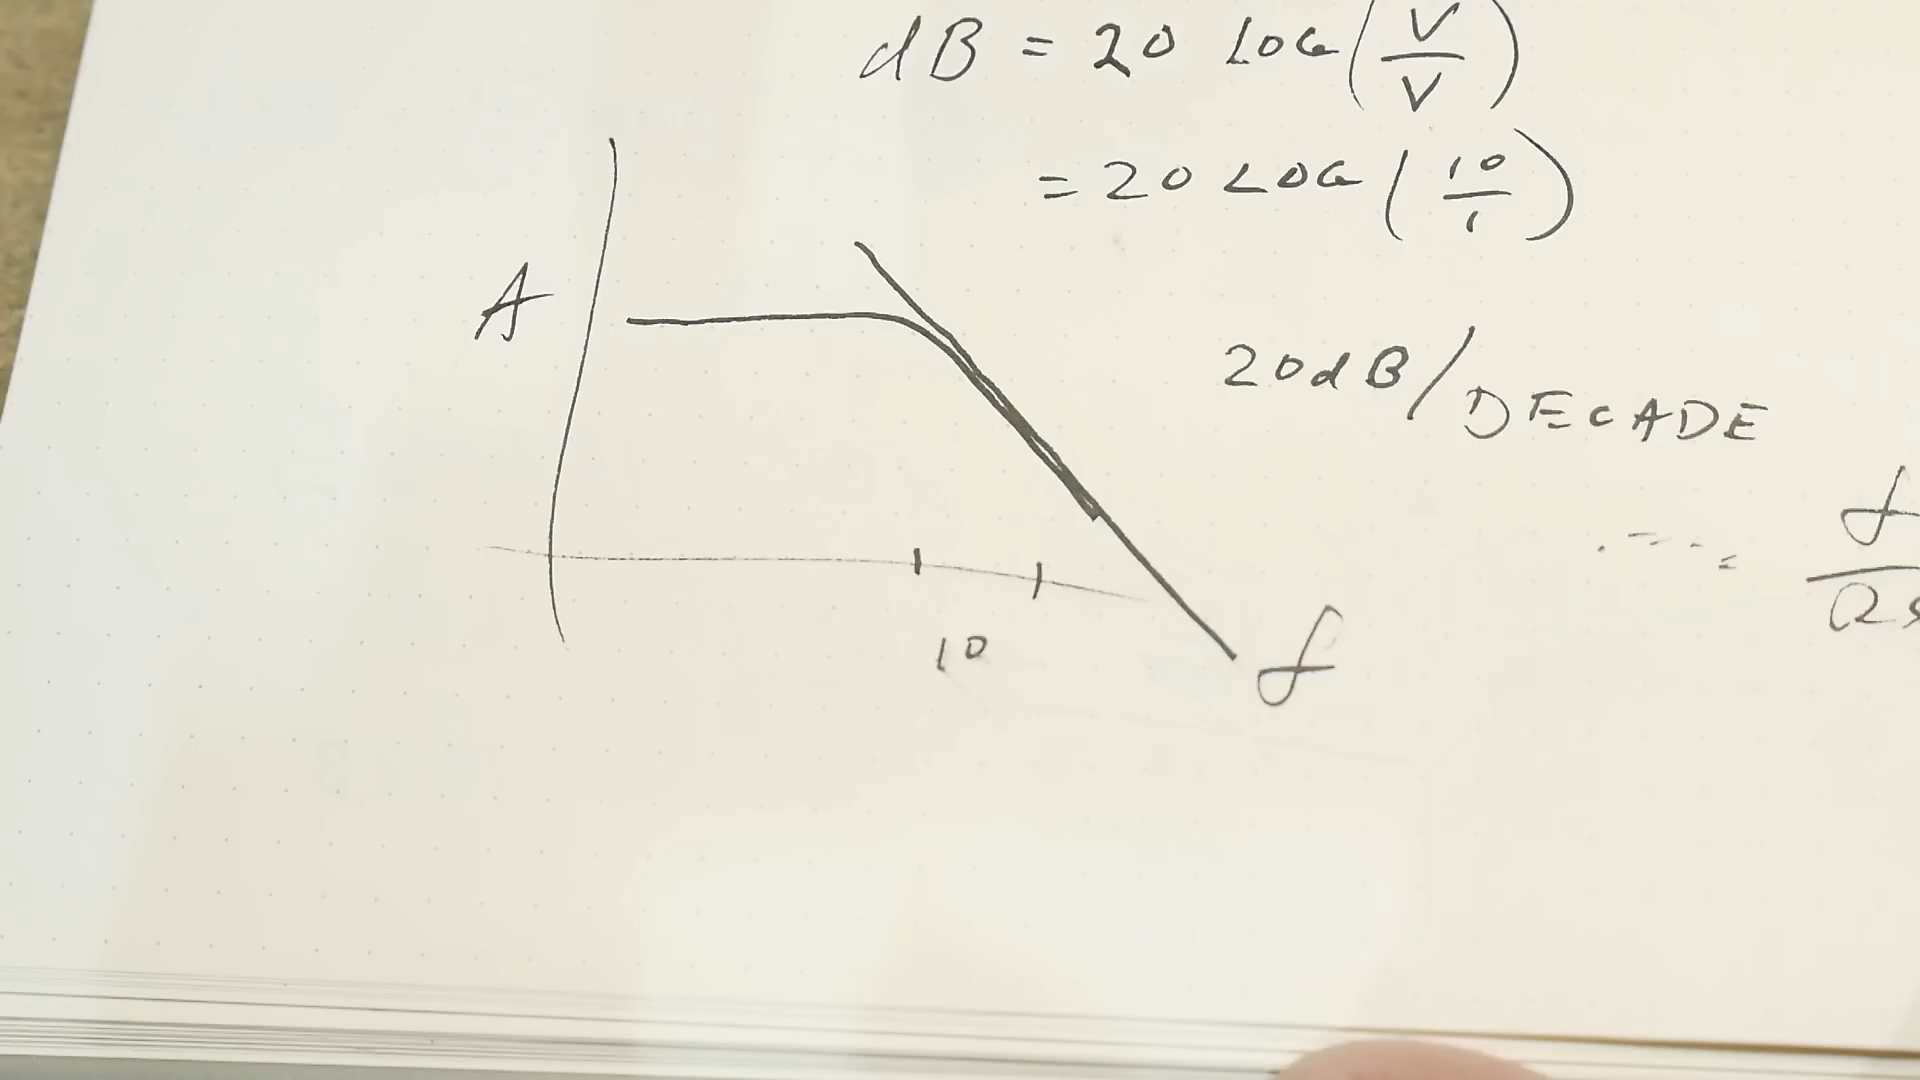 dB = 20 LOG (V/V)
= 20 LOG (10/1)
A
20dB/DECADE
f
10
f